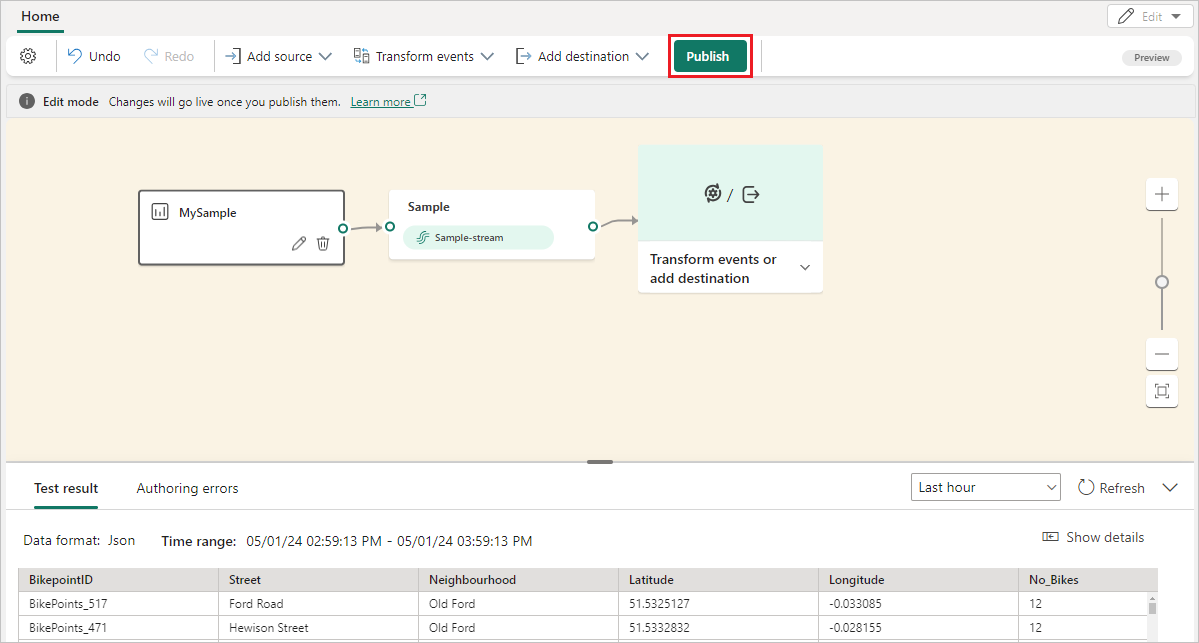 Home
Edit
Undo
Redo
Add source
Transform events
Add destination
Publish
Preview
Edit mode Changes will go live once you publish them. Learn more
MySample
Sample
Sample-stream
/
Transform events or
add destination
Test result
Authoring errors
Last hour
Refresh
Data format: Json
Time range: 05/01/24 02:59:13 PM - 05/01/24 03:59:13 PM
Show details
BikepointID Street Neighbourhood Latitude Longitude No_Bikes
BikePoints_517 Ford Road Old Ford 51.5325127 -0.033085 12
BikePoints_471 Hewison Street Old Ford 51.5332832 -0.028155 12